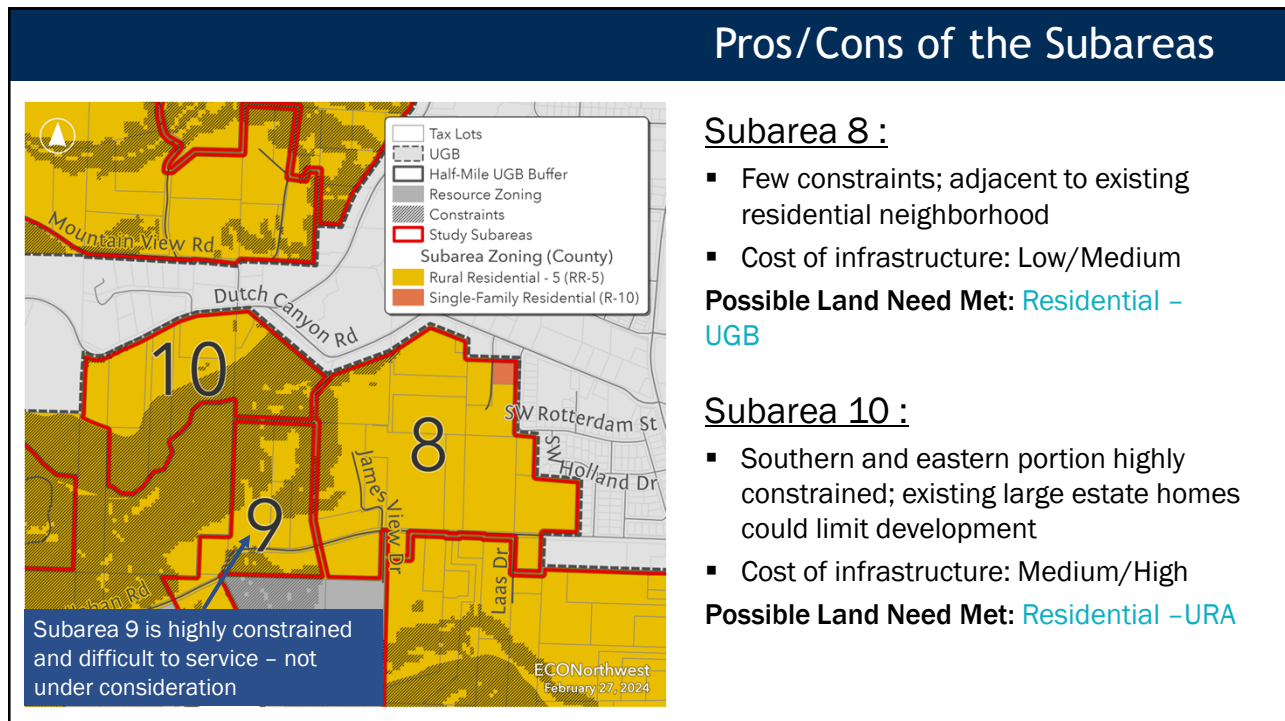 Pros/Cons of the Subareas
Tax Lots
UGB
Half-Mile UGB Buffer
Resource Zoning
Constraints
Study Subareas
Subarea Zoning (County)
Rural Residential - 5 (RR-5)
Single-Family Residential (R-10)
Mountain View Rd
Dutch Canyon Rd
10
8
9
SW Rotterdam St
SW Holland Dr
James View Dr
Laas Dr
Rd
Subarea 9 is highly constrained
and difficult to service – not
under consideration
ECONorthwest
February 27, 2024
Subarea 8 :
▪ Few constraints; adjacent to existing
residential neighborhood
▪ Cost of infrastructure: Low/Medium
Possible Land Need Met: Residential –
UGB
Subarea 10 :
▪ Southern and eastern portion highly
constrained; existing large estate homes
could limit development
▪ Cost of infrastructure: Medium/High
Possible Land Need Met: Residential –URA